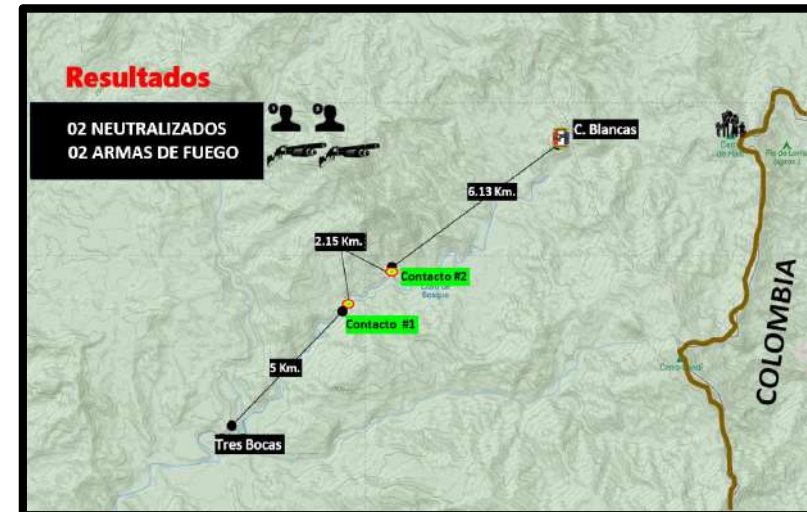 Resultados
02 NEUTRALIZADOS
02 ARMAS DE FUEGO
C. Blancas
6.13 Km.
2.15 Km.
Contacto #2
Bosque
Contacto #1
5 Km.
Tres Bocas
COLOMBIA